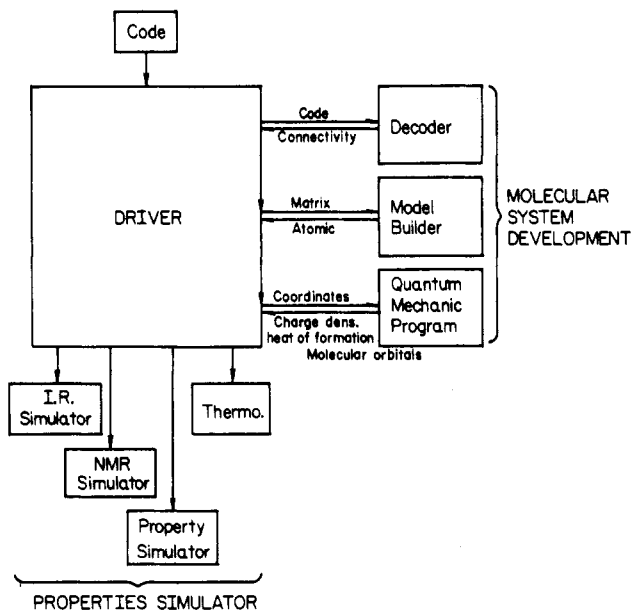 Code
DRIVER
Code
Connectivity
Decoder
Matrix
Atomic
Model
Builder
Coordinates
Charge dens.
heat of formation
Molecular orbitals
Quantum
Mechanic
Program
MOLECULAR
SYSTEM
DEVELOPMENT
I.R.
Simulator
Thermo.
NMR
Simulator
Property
Simulator
PROPERTIES SIMULATOR